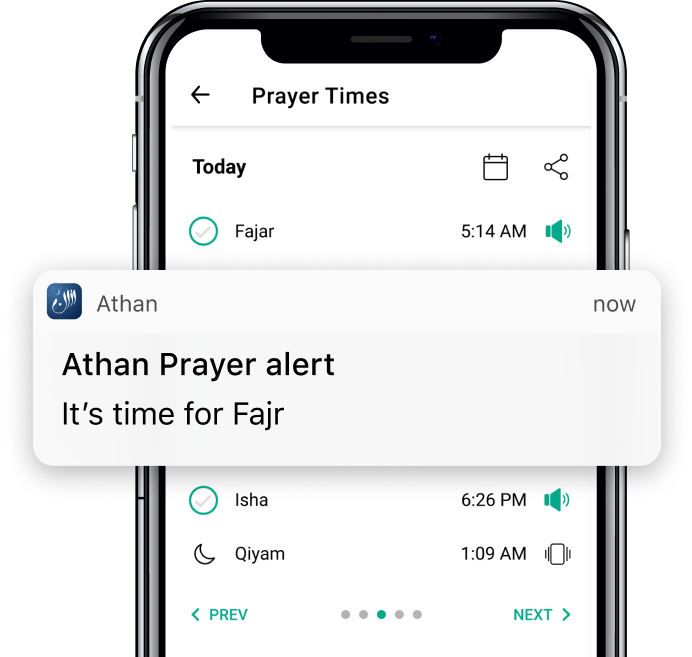 Prayer Times
Today
Fajar 5:14 AM
Athan now
Athan Prayer alert
It’s time for Fajr
Isha 6:26 PM
Qiyam 1:09 AM
PREV NEXT